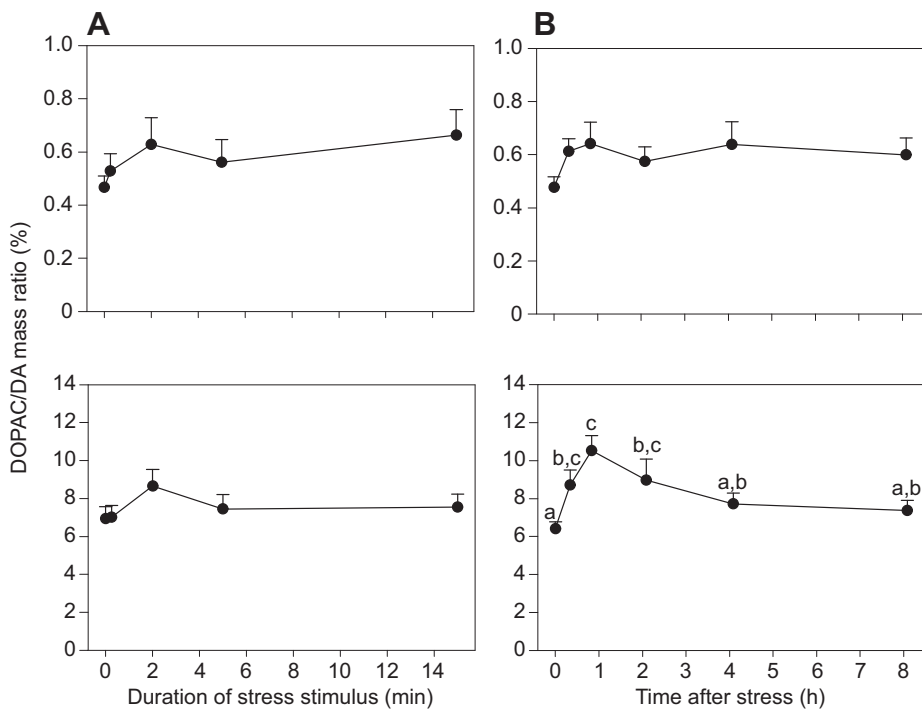 A
B
1.0
0.8
0.6
0.4
0.2
0
1.0
0.8
0.6
0.4
0.2
0
DOPAC/DA mass ratio (%)
14
12
10
8
6
4
2
0
0 2 4 6 8 10 12 14
Duration of stress stimulus (min)
14
12
10
8
6
4
2
0
a
b,c
c
b,c
a,b
a,b
0 1 2 3 4 5 6 7 8
Time after stress (h)